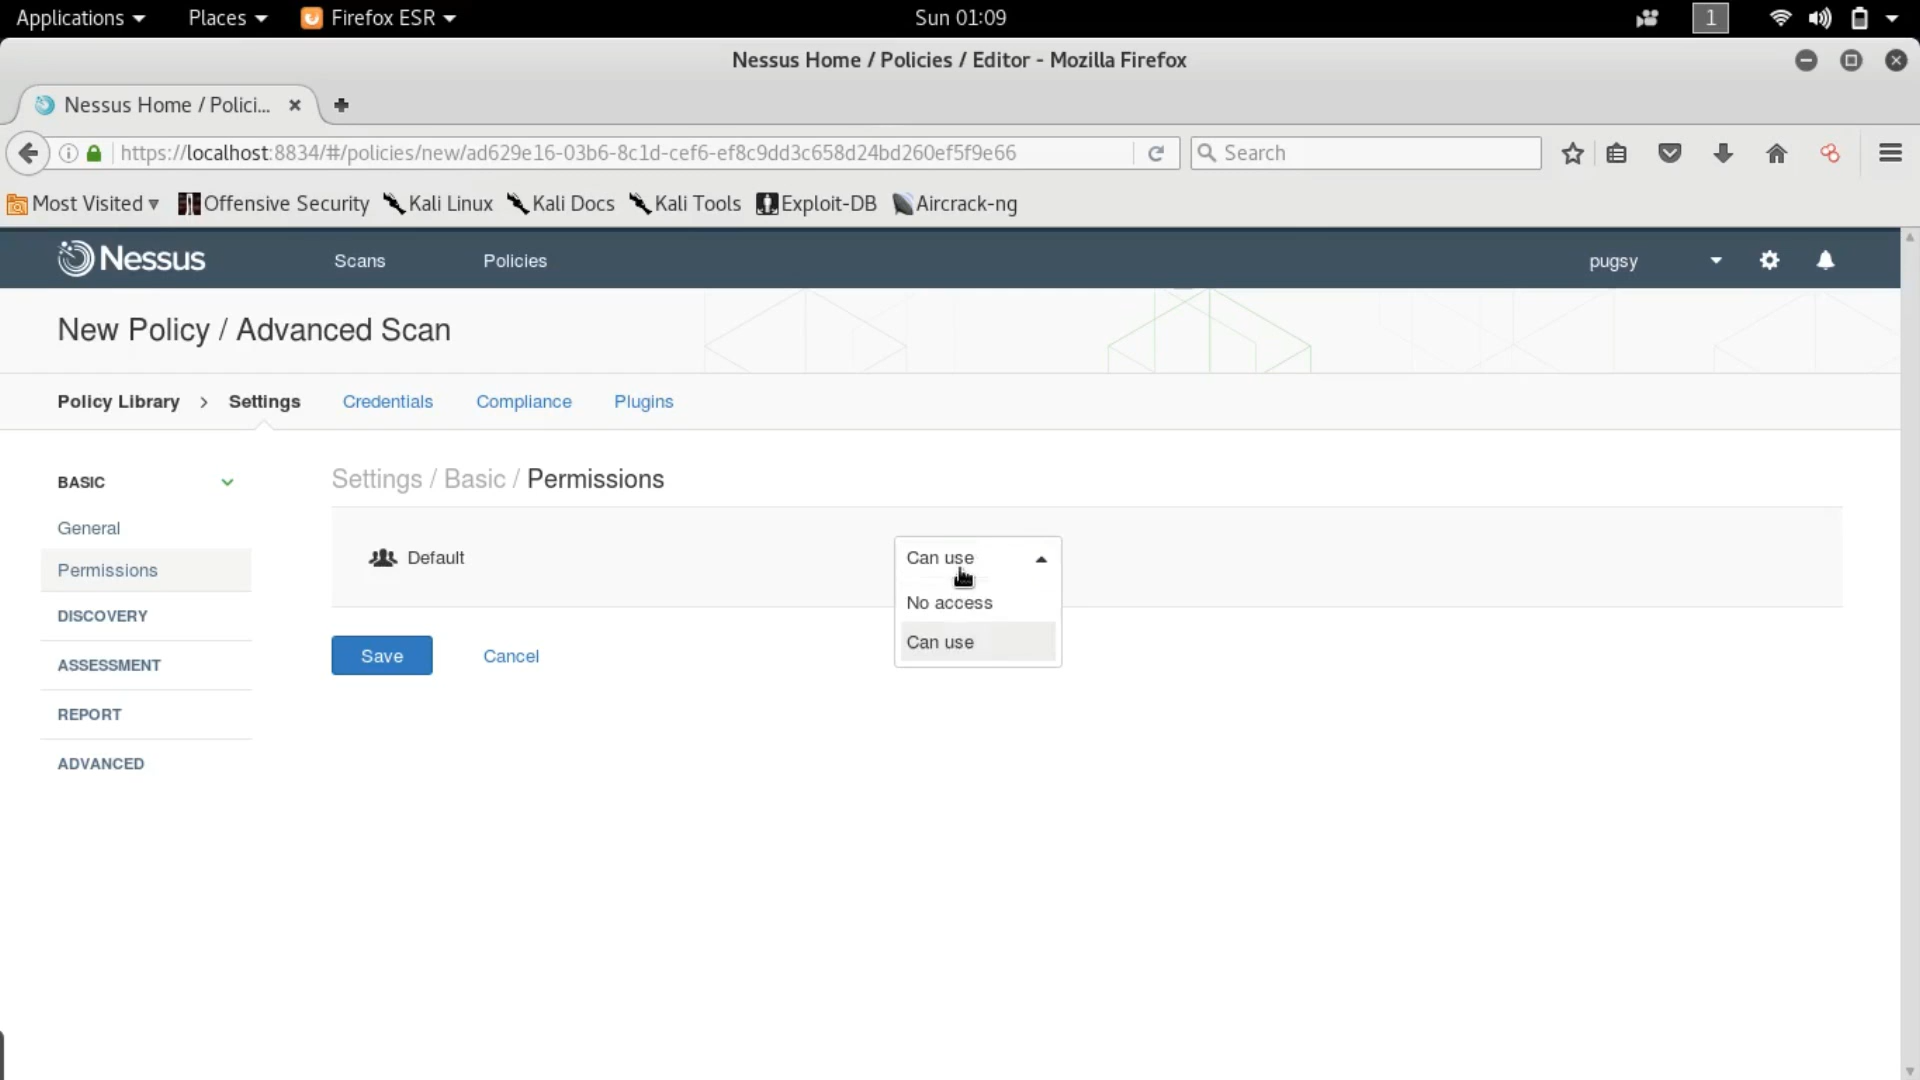 Applications Places Firefox ESR Sun 01:09 1
Nessus Home / Policies / Editor - Mozilla Firefox
Nessus Home / Polici...
https://localhost:8834/#/policies/new/ad629e16-03b6-8c1d-cef6-ef8c9dd3c658d24bd260ef5f9e66 Search
Most Visited Offensive Security Kali Linux Kali Docs Kali Tools Exploit-DB Aircrack-ng
Nessus Scans Policies pugsy
New Policy / Advanced Scan
Policy Library > Settings Credentials Compliance Plugins
BASIC
General
Permissions
DISCOVERY
ASSESSMENT
REPORT
ADVANCED
Settings / Basic / Permissions
Default Can use
No access
Can use
Save Cancel